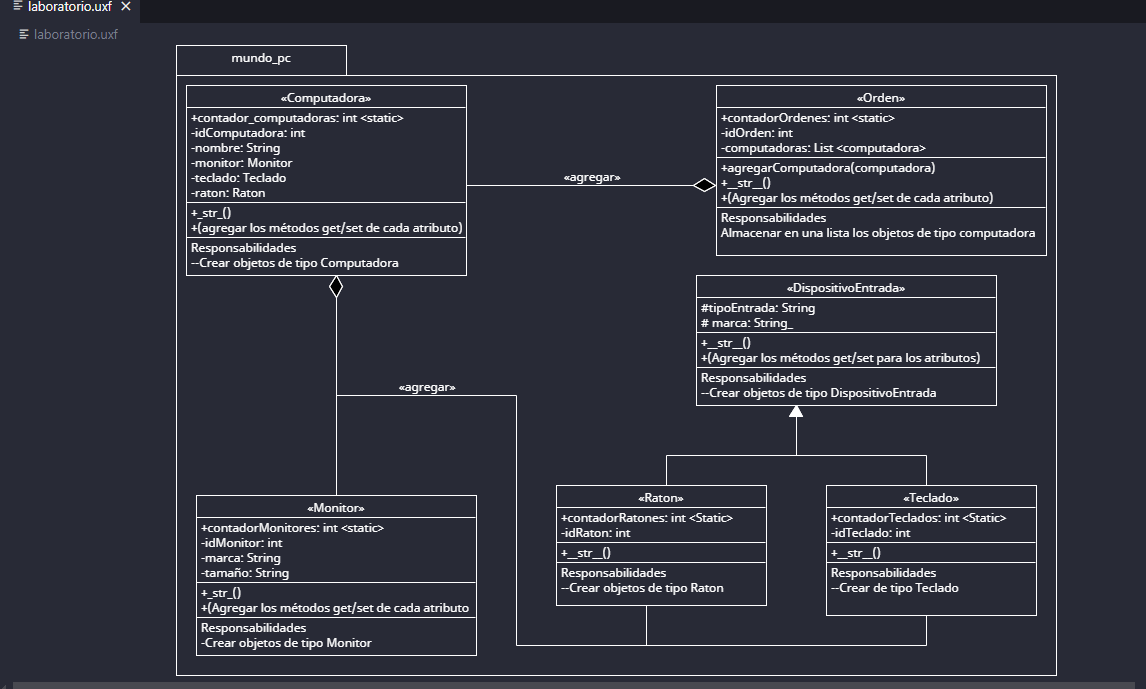 laboratorio.uxf
laboratorio.uxf
mundo_pc
«Computadora»
+contador_computadoras: int <static>
-idComputadora: int
-nombre: String
-monitor: Monitor
-teclado: Teclado
-raton: Raton
+_str_()
+(agregar los métodos get/set de cada atributo)
Responsabilidades
--Crear objetos de tipo Computadora
«agregar»
«Orden»
+contadorOrdenes: int <static>
-idOrden: int
-computadoras: List <computadora>
+agregarComputadora(computadora)
+__str__()
+(Agregar los métodos get/set de cada atributo)
Responsabilidades
Almacenar en una lista los objetos de tipo computadora
«DispositivoEntrada»
#tipoEntrada: String
# marca: String_
+__str__()
+(Agregar los métodos get/set para los atributos)
Responsabilidades
--Crear objetos de tipo DispositivoEntrada
«agregar»
«Monitor»
+contadorMonitores: int <static>
-idMonitor: int
-marca: String
-tamaño: String
+_str_()
+(Agregar los métodos get/set de cada atributo
Responsabilidades
-Crear objetos de tipo Monitor
«Raton»
+contadorRatones: int <Static>
-idRaton: int
+__str__()
Responsabilidades
--Crear objetos de tipo Raton
«Teclado»
+contadorTeclados: int <Static>
-idTeclado: int
+__str__()
Responsabilidades
--Crear de tipo Teclado